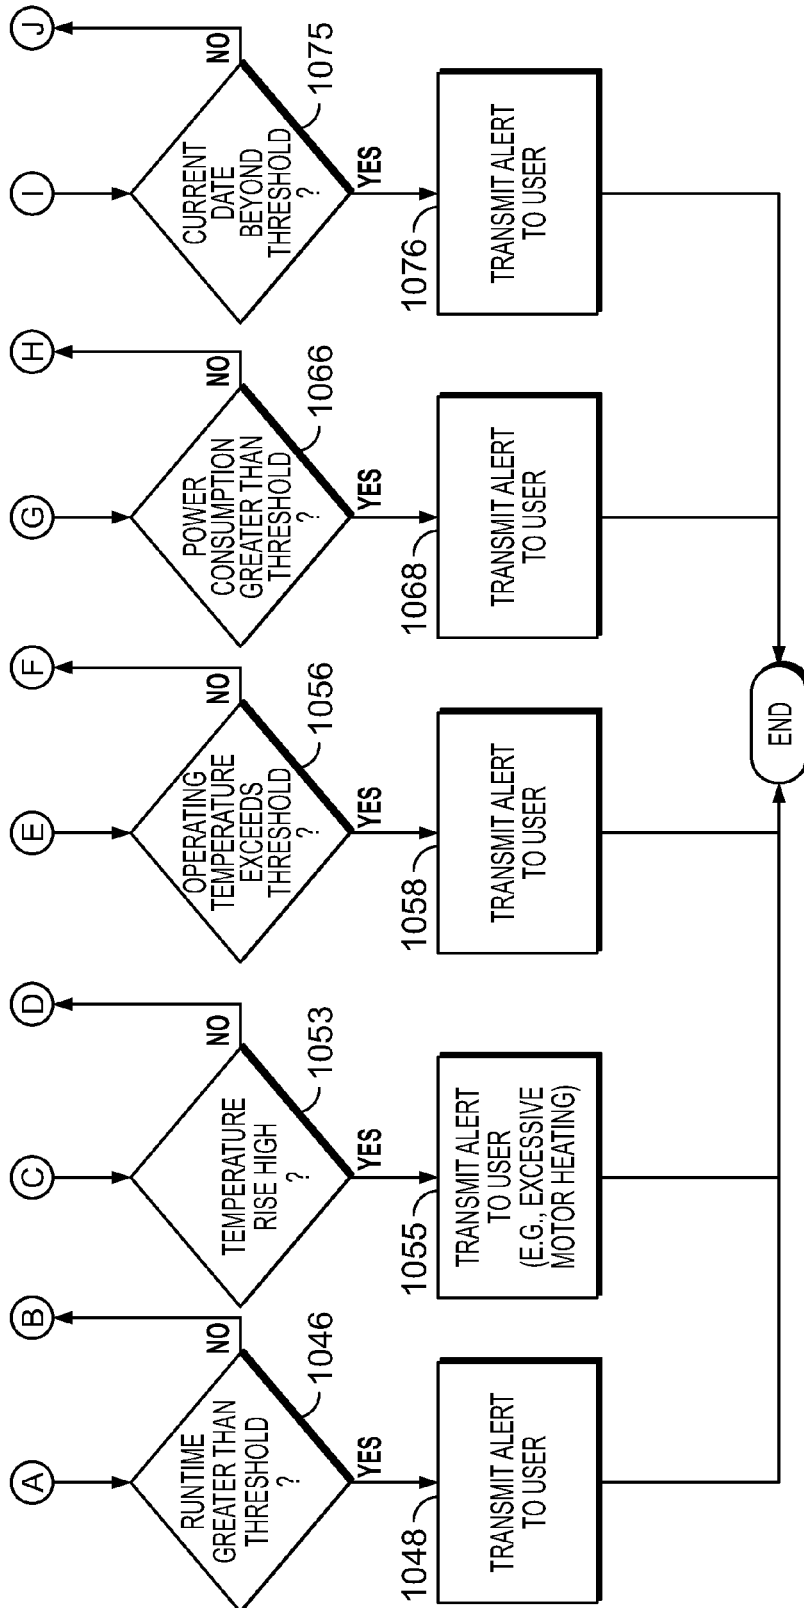 A
RUNTIME
GREATER THAN
THRESHOLD
?
NO
B
1046
YES
1048
TRANSMIT ALERT
TO USER
C
TEMPERATURE
RISE HIGH
?
NO
D
1053
YES
1055
TRANSMIT ALERT
TO USER
(E.G., EXCESSIVE
MOTOR HEATING)
E
OPERATING
TEMPERATURE
EXCEEDS
THRESHOLD
?
NO
F
1056
YES
1058
TRANSMIT ALERT
TO USER
G
POWER
CONSUMPTION
GREATER THAN
THRESHOLD
?
NO
H
1066
YES
1068
TRANSMIT ALERT
TO USER
I
CURRENT
DATE
BEYOND
THRESHOLD
?
NO
J
1075
YES
1076
TRANSMIT ALERT
TO USER
END